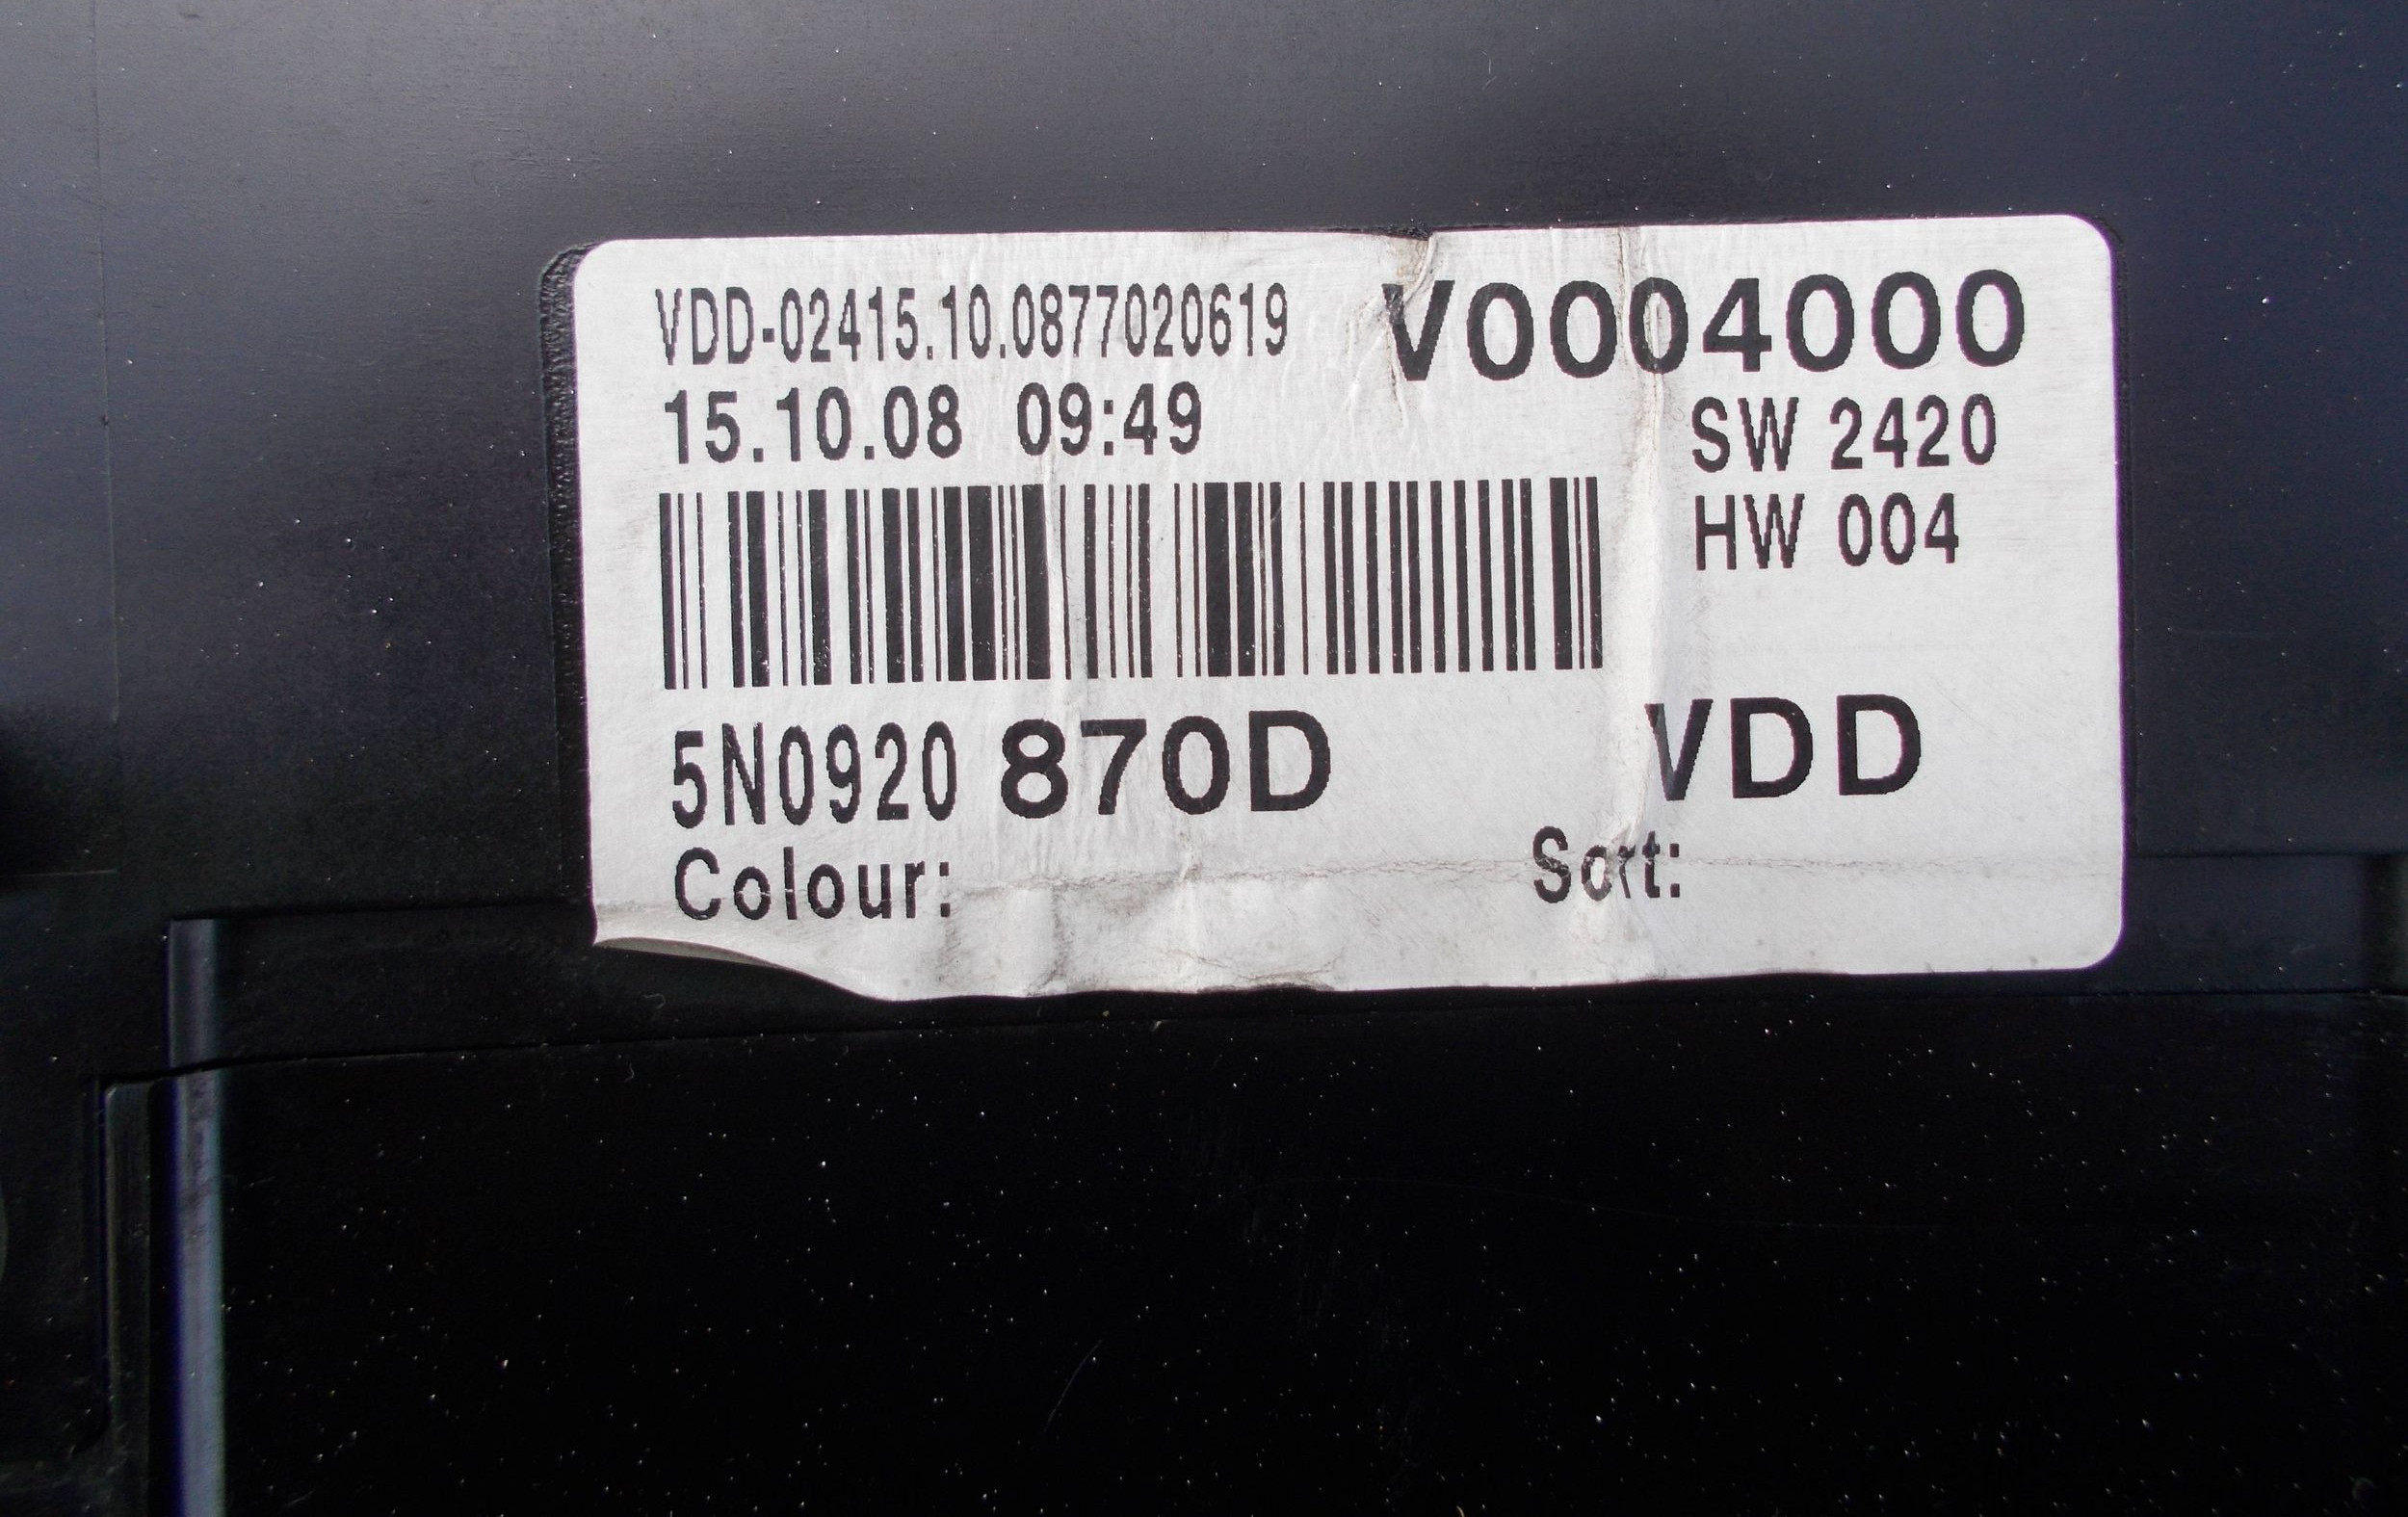 VDD-02415.10.0877020619 V0004000
15.10.08 09:49 SW 2420
HW 004
5N0920 870D VDD
Colour: Sort: